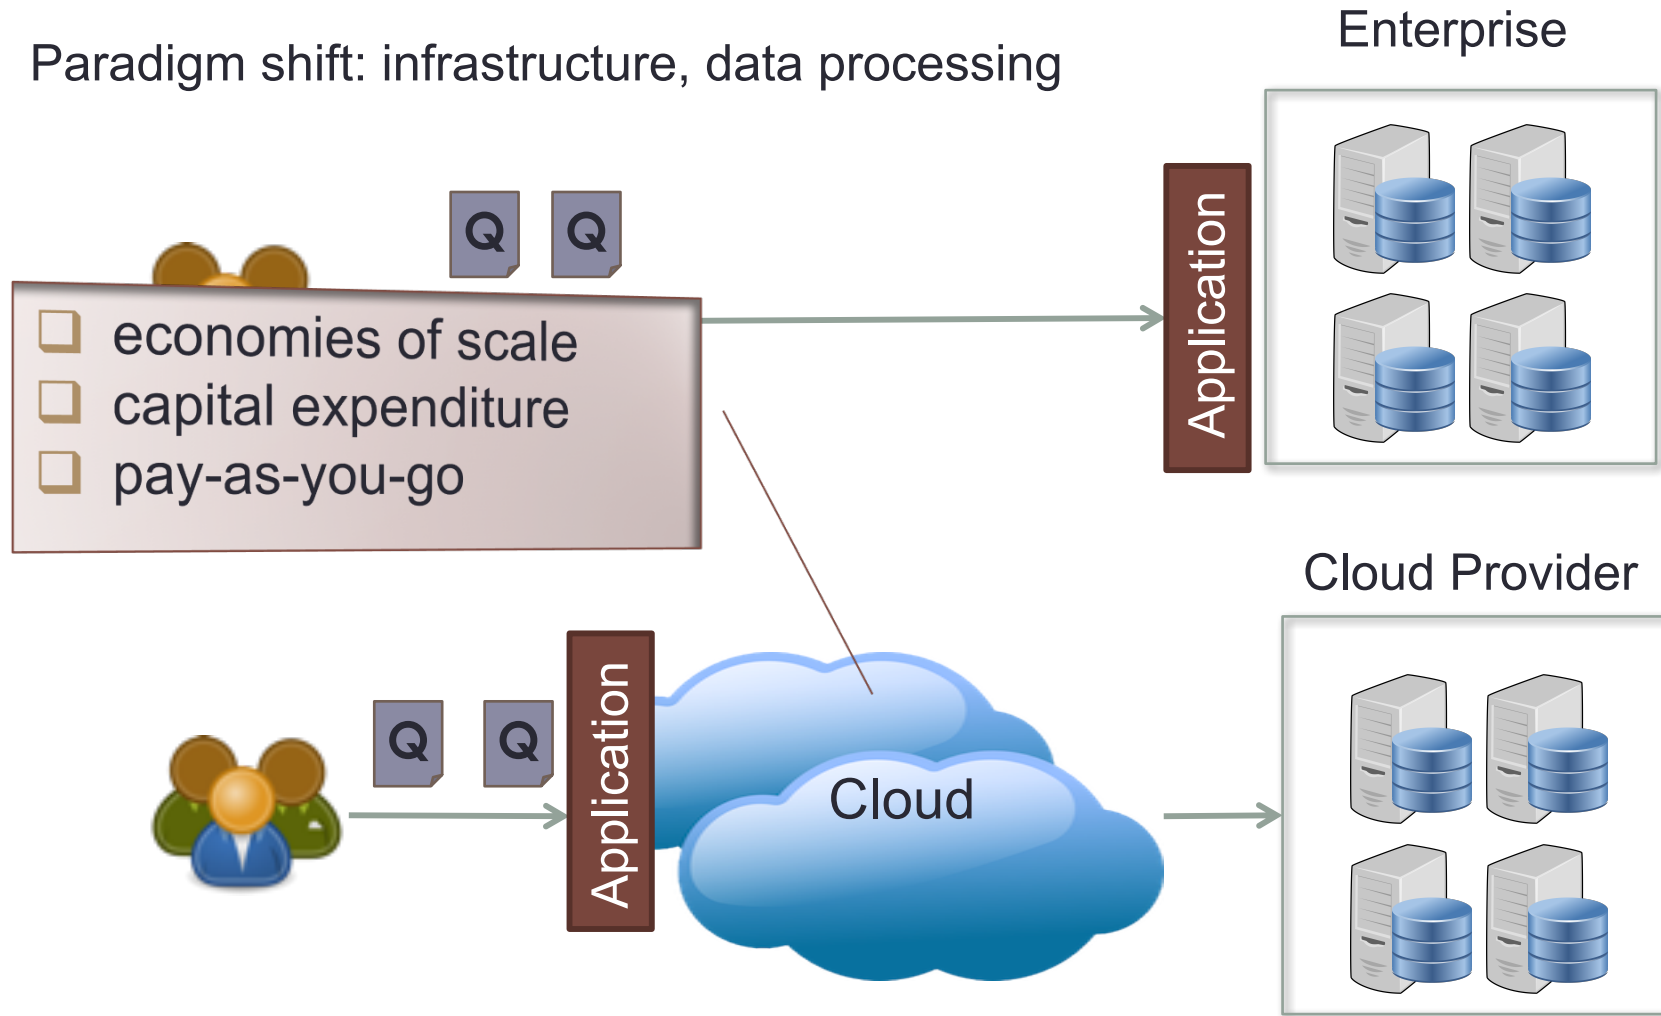 Paradigm shift: infrastructure, data processing
Enterprise
Q Q
Application
economies of scale
capital expenditure
pay-as-you-go
Cloud Provider
Q Q
Application
Cloud